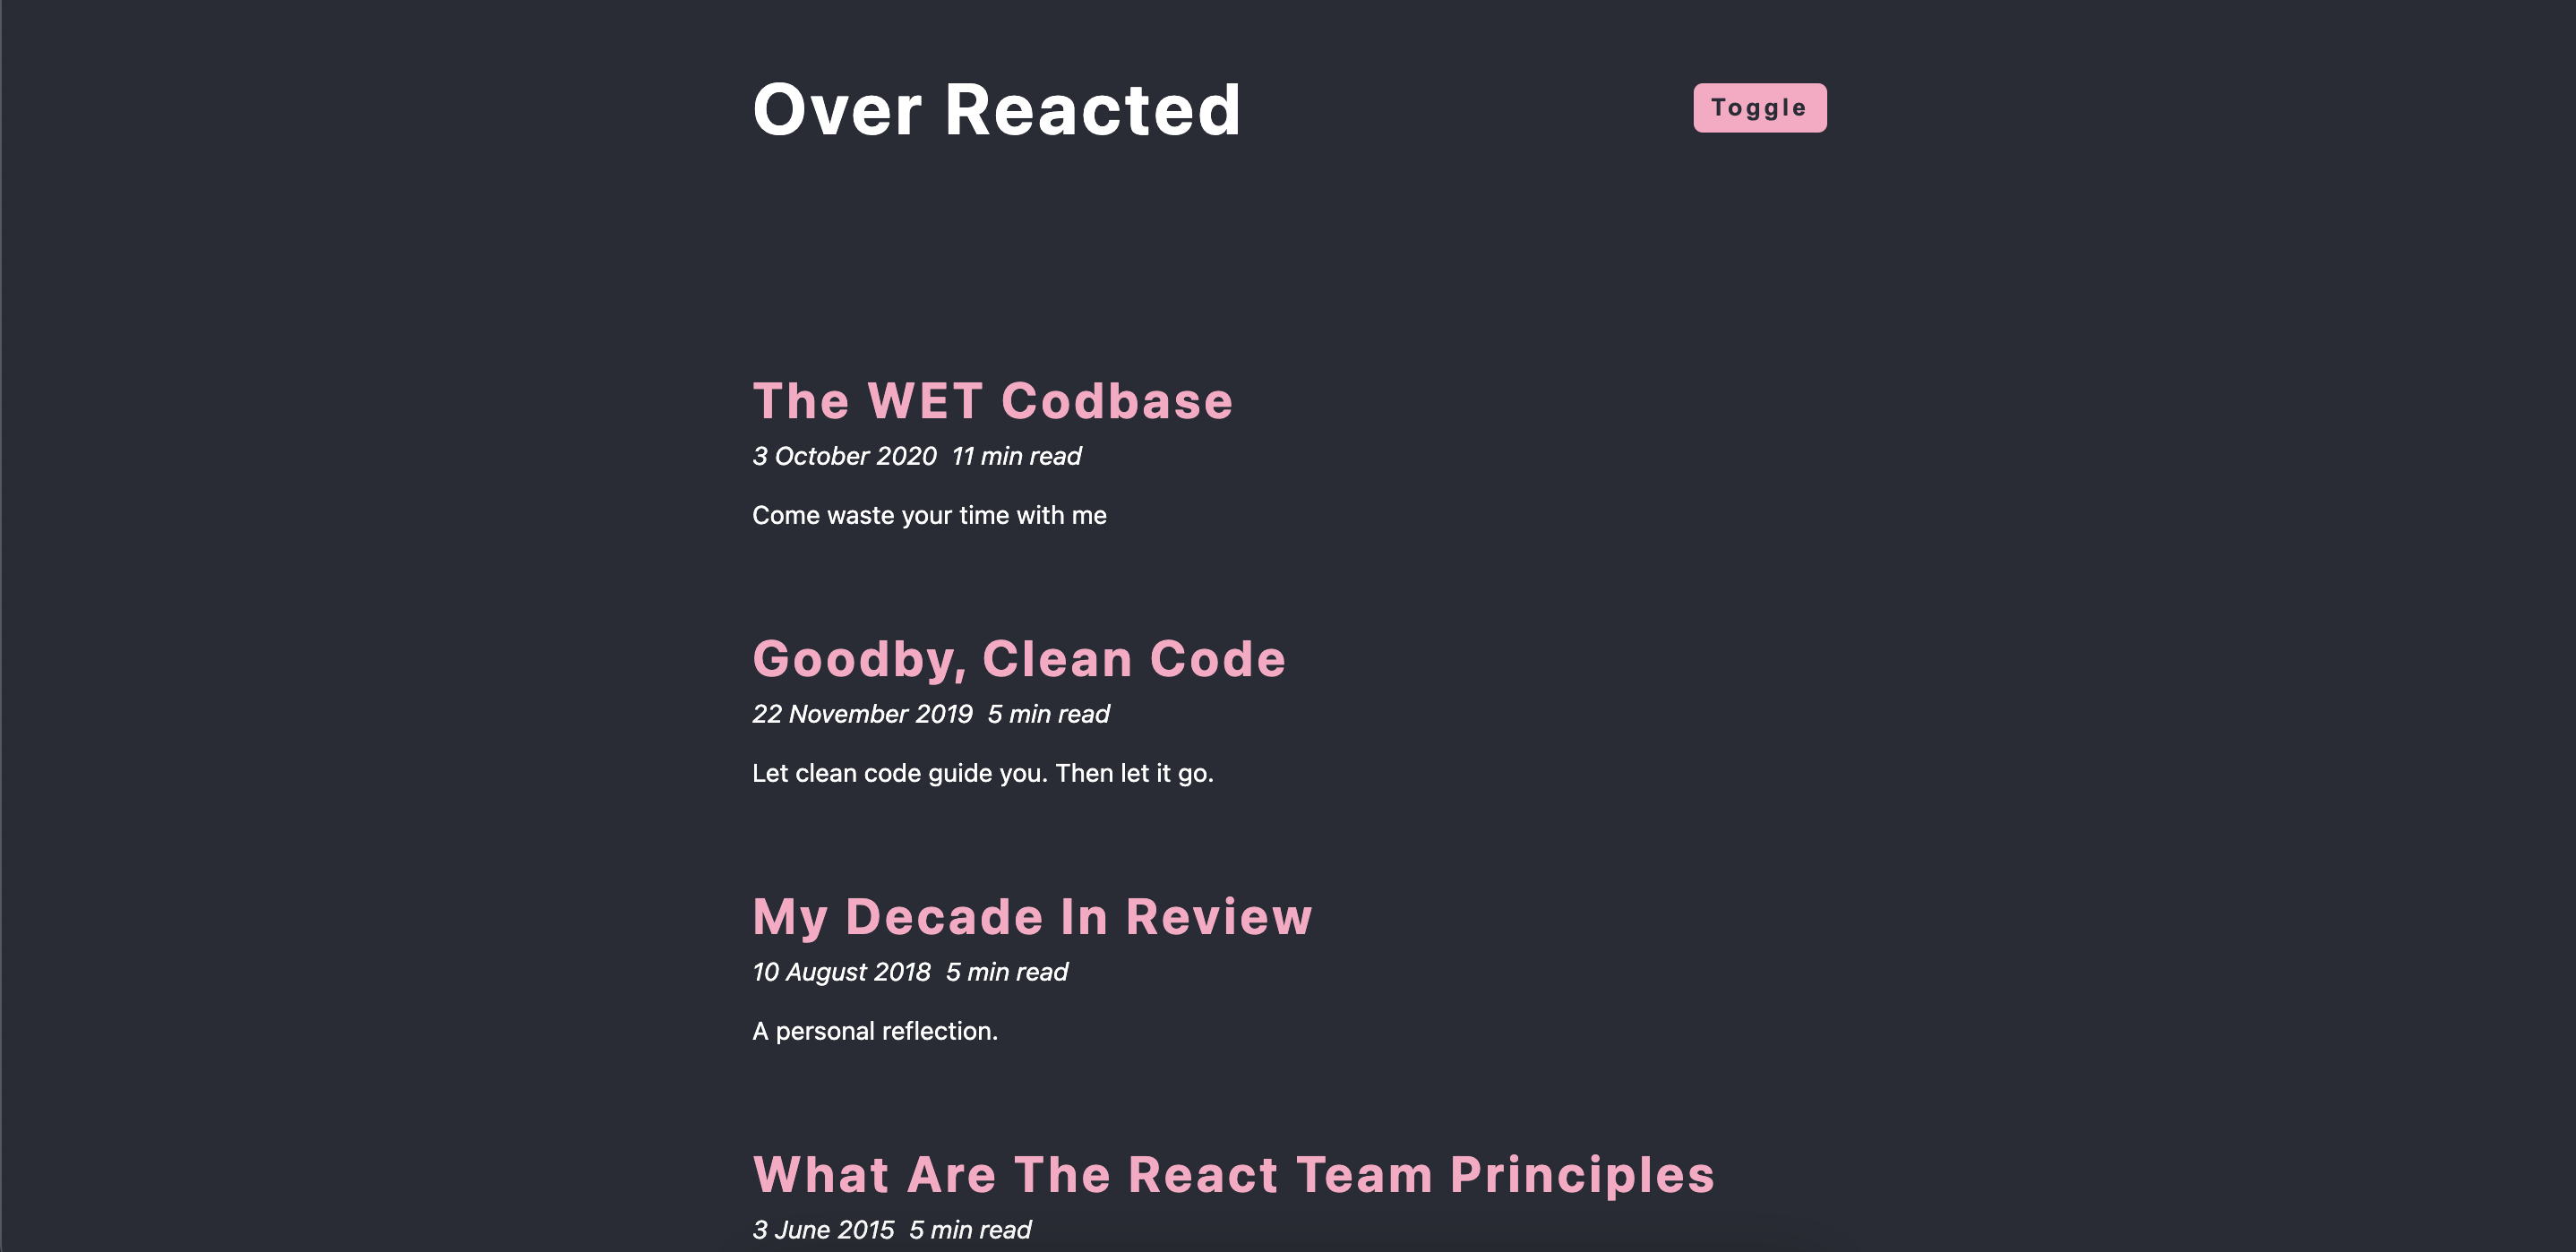 Over Reacted
Toggle
The WET Codbase
3 October 2020 11 min read
Come waste your time with me
Goodby, Clean Code
22 November 2019 5 min read
Let clean code guide you. Then let it go.
My Decade In Review
10 August 2018 5 min read
A personal reflection.
What Are The React Team Principles
3 June 2015 5 min read